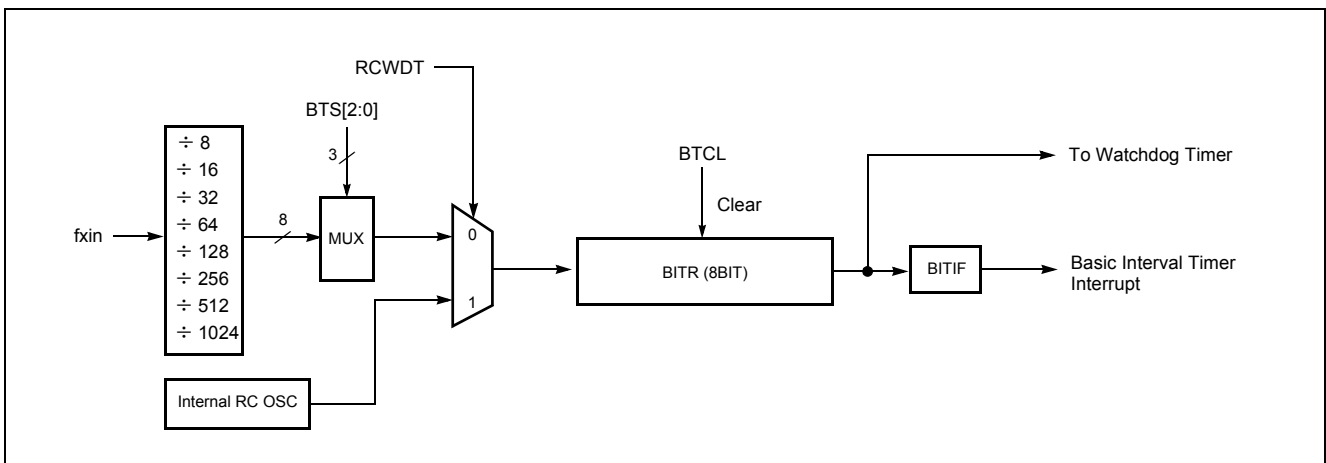 RCWDT
BTS[2:0]
3
÷ 8
÷ 16
÷ 32
÷ 64
÷ 128
÷ 256
÷ 512
÷ 1024
fxin
8
MUX
0
1
Internal RC OSC
BTCL
Clear
BITR (8BIT)
To Watchdog Timer
BITIF
Basic Interval Timer
Interrupt